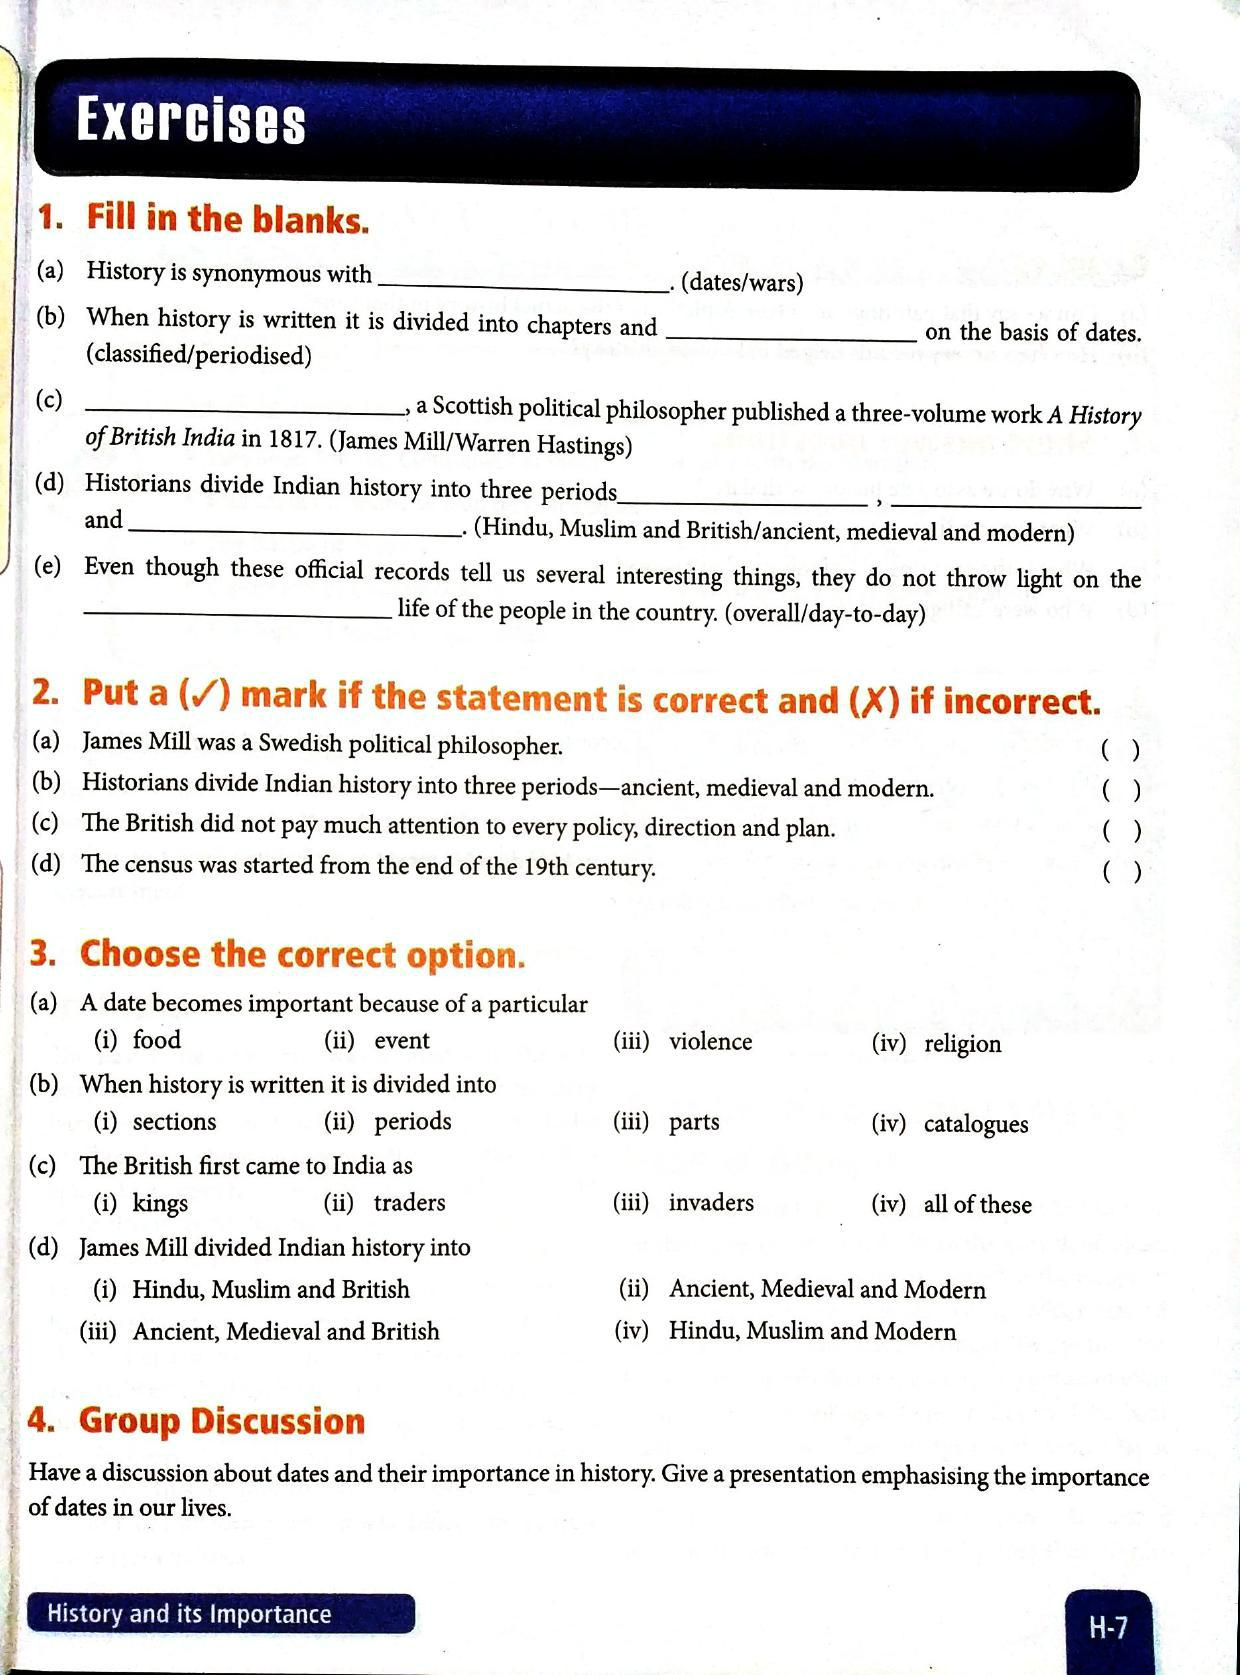 Exercises
1. Fill in the blanks.
(a) History is synonymous with ____________________. (dates/wars)
(b) When history is written it is divided into chapters and ____________________ on the basis of dates.
(classified/periodised)
(c) ____________________, a Scottish political philosopher published a three-volume work A History
of British India in 1817. (James Mill/Warren Hastings)
(d) Historians divide Indian history into three periods____________________ , ____________________
and ____________________. (Hindu, Muslim and British/ancient, medieval and modern)
(e) Even though these official records tell us several interesting things, they do not throw light on the
____________________ life of the people in the country. (overall/day-to-day)
2. Put a (✓) mark if the statement is correct and (✗) if incorrect.
(a) James Mill was a Swedish political philosopher. ( )
(b) Historians divide Indian history into three periods—ancient, medieval and modern. ( )
(c) The British did not pay much attention to every policy, direction and plan. ( )
(d) The census was started from the end of the 19th century. ( )
3. Choose the correct option.
(a) A date becomes important because of a particular
(i) food (ii) event (iii) violence (iv) religion
(b) When history is written it is divided into
(i) sections (ii) periods (iii) parts (iv) catalogues
(c) The British first came to India as
(i) kings (ii) traders (iii) invaders (iv) all of these
(d) James Mill divided Indian history into
(i) Hindu, Muslim and British (ii) Ancient, Medieval and Modern
(iii) Ancient, Medieval and British (iv) Hindu, Muslim and Modern
4. Group Discussion
Have a discussion about dates and their importance in history. Give a presentation emphasising the importance
of dates in our lives.
History and its Importance H-7